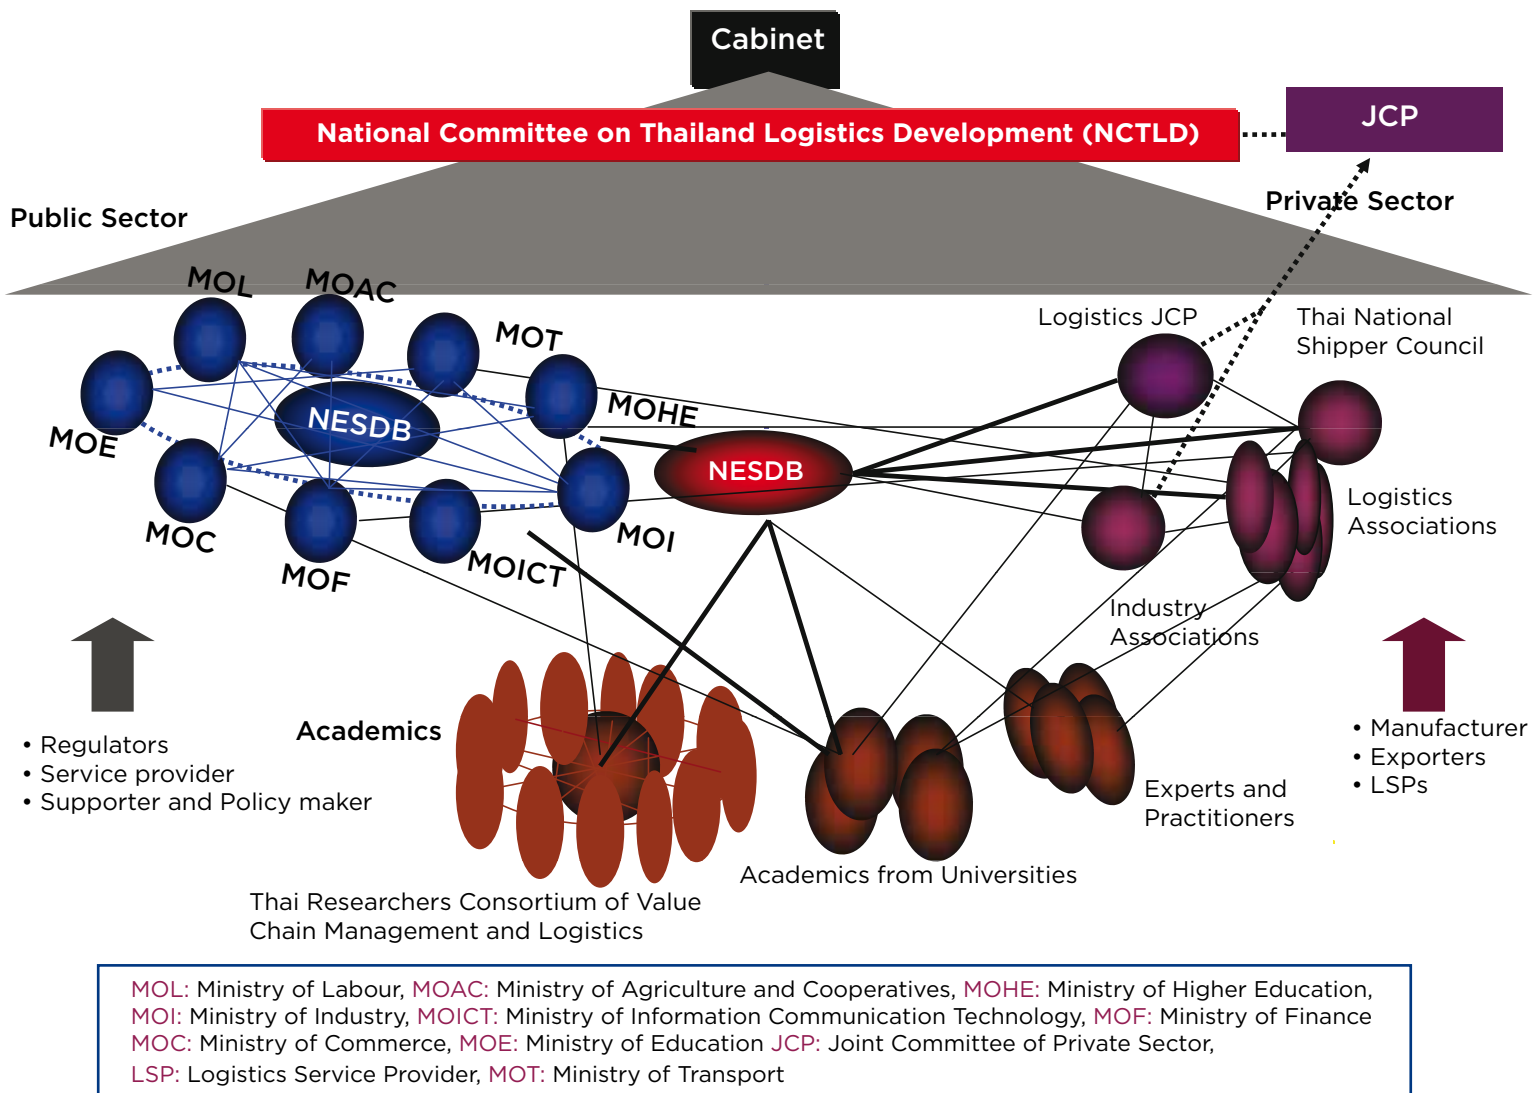 Cabinet
National Committee on Thailand Logistics Development (NCTLD)
JCP
Public Sector
Private Sector
MOL
MOAC
MOT
MOHE
MOE
NESDB
MOC
MOF
MOICT
MOI
NESDB
Logistics JCP
Thai National
Shipper Council
Logistics
Associations
Industry
Associations
• Regulators
• Service provider
• Supporter and Policy maker
Academics
• Manufacturer
• Exporters
• LSPs
Experts and
Practitioners
Academics from Universities
Thai Researchers Consortium of Value
Chain Management and Logistics
MOL: Ministry of Labour, MOAC: Ministry of Agriculture and Cooperatives, MOHE: Ministry of Higher Education,
MOI: Ministry of Industry, MOICT: Ministry of Information Communication Technology, MOF: Ministry of Finance
MOC: Ministry of Commerce, MOE: Ministry of Education JCP: Joint Committee of Private Sector,
LSP: Logistics Service Provider, MOT: Ministry of Transport